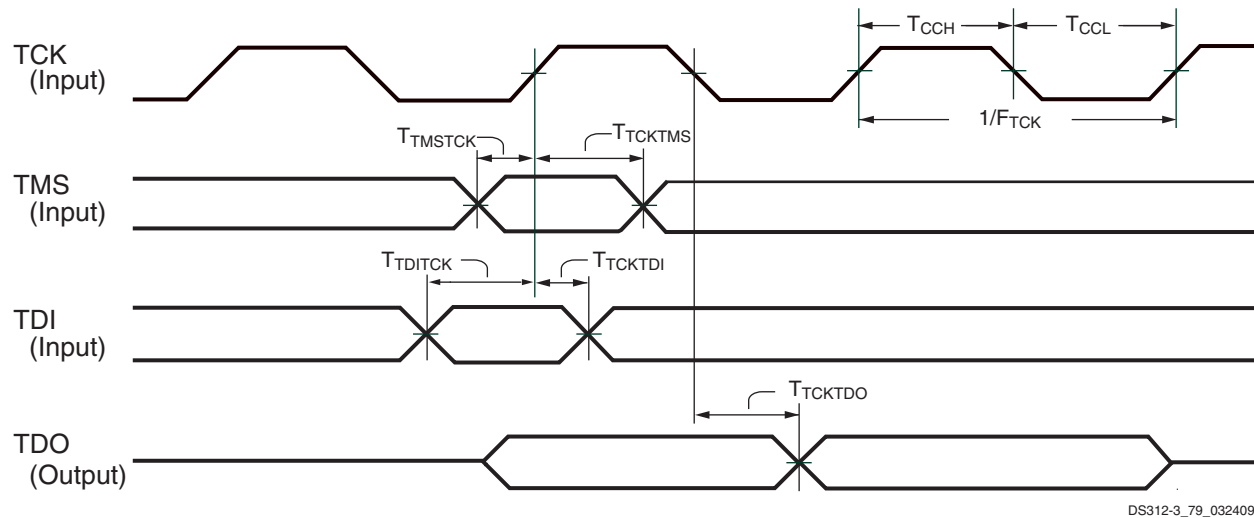 TCK
(Input)
TCCH
TCCL
1/FTCK
TTMSTCK
TTCKTMS
TMS
(Input)
TTDITCK
TTCKTDI
TDI
(Input)
TTCKTDO
TDO
(Output)
DS312-3_79_032409